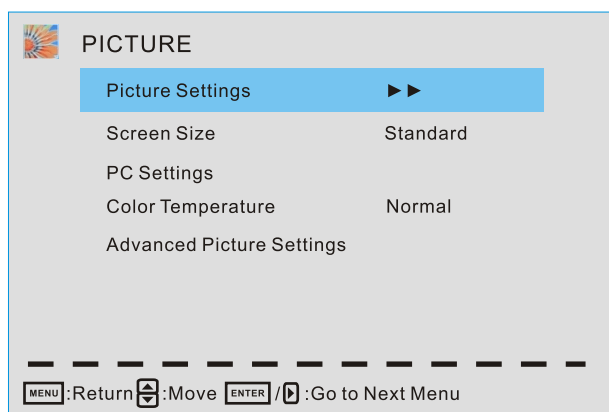 PICTURE
Picture Settings ►►
Screen Size Standard
PC Settings
Color Temperature Normal
Advanced Picture Settings
MENU :Return :Move ENTER / :Go to Next Menu